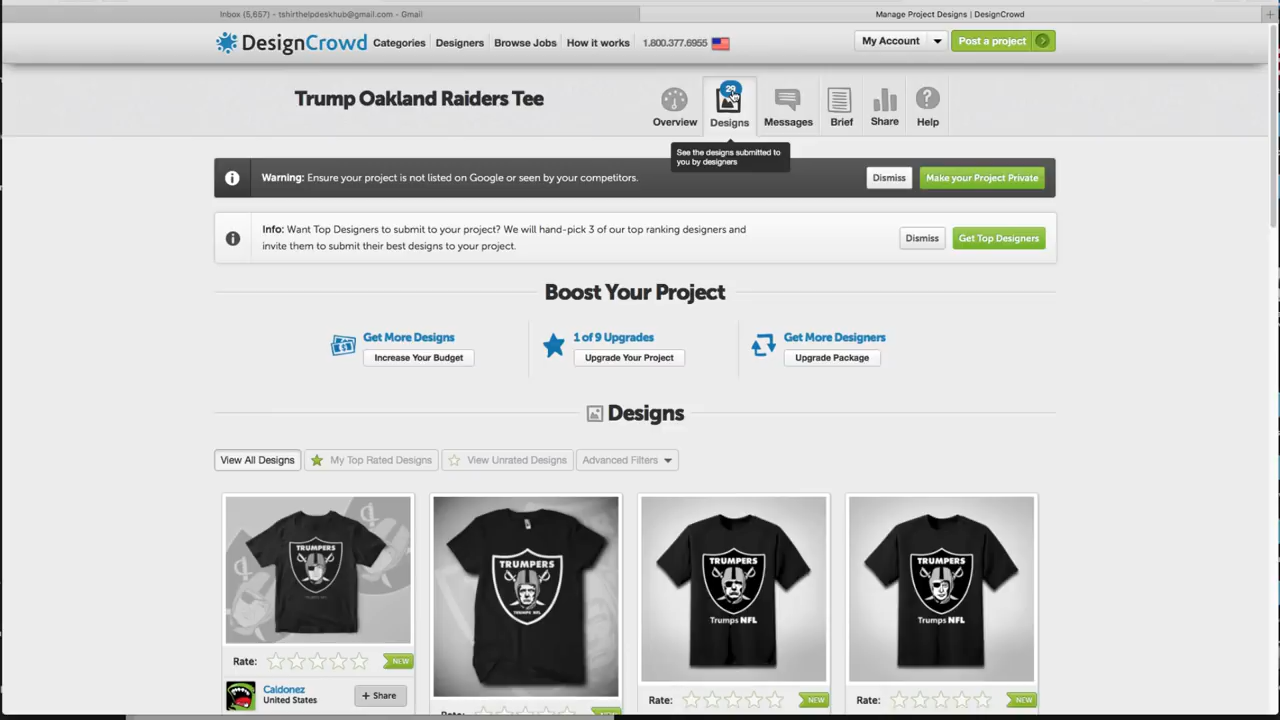 Inbox (5,657) - tshirthelpdeskhub@gmail.com - Gmail
Manage Project Designs | DesignCrowd
DesignCrowd
Categories
Designers
Browse Jobs
How it works
1.800.377.6955
My Account
Post a project
Trump Oakland Raiders Tee
29
Overview
Designs
Messages
Brief
Share
Help
See the designs submitted to
you by designers
Warning: Ensure your project is not listed on Google or seen by your competitors.
Dismiss
Make your Project Private
Info: Want Top Designers to submit to your project? We will hand-pick 3 of our top ranking designers and
invite them to submit their best designs to your project.
Dismiss
Get Top Designers
Boost Your Project
Get More Designs
Increase Your Budget
1 of 9 Upgrades
Upgrade Your Project
Get More Designers
Upgrade Package
Designs
View All Designs
My Top Rated Designs
View Unrated Designs
Advanced Filters
TRUMPERS
TRUMPS NFL
TRUMPERS
TRUMPS NFL
TRUMPERS
Trumps NFL
TRUMPERS
Trumps NFL
Rate:
NEW
Caldonez
United States
+ Share
Rate:
NEW
Rate:
NEW